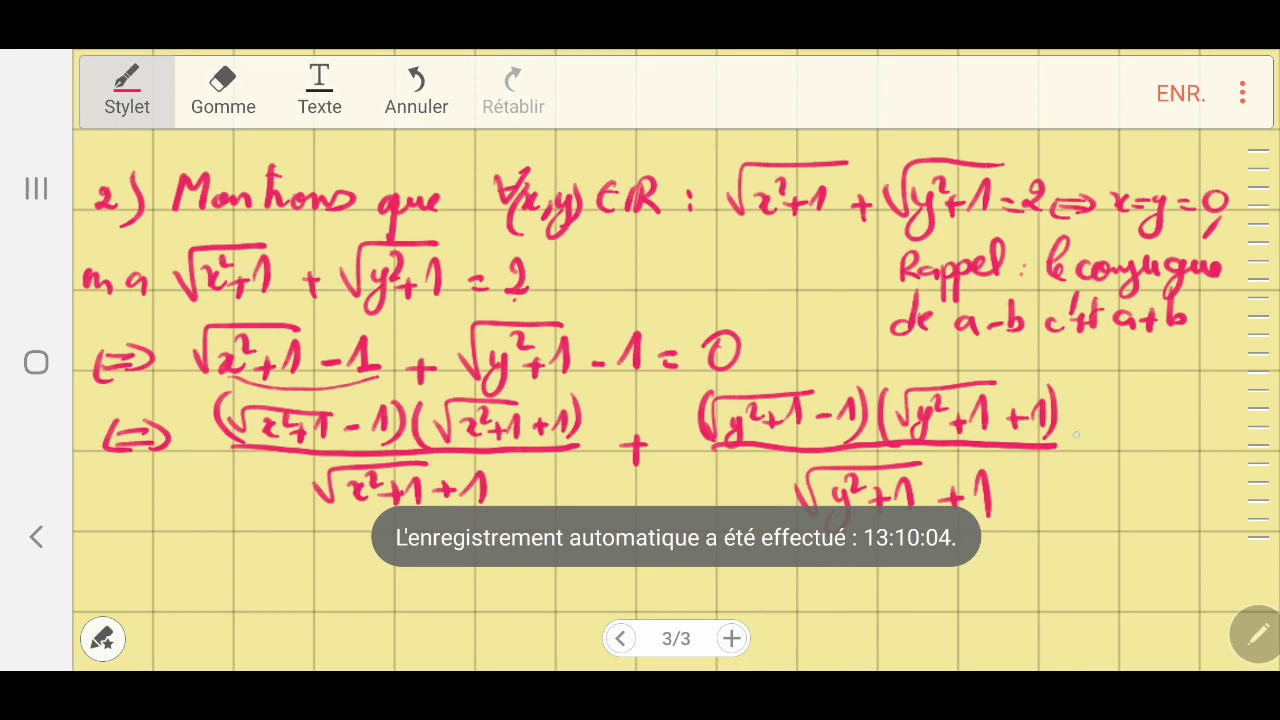 Stylet Gomme Texte Annuler Rétablir ENR.
2) Montrons que ∀(x,y) ∈ ℝ : √(x²+1) + √(y²+1) = 2 ⇔ x=y=0
m a √(x²+1) + √(y²+1) = 2
Rappel : le conjugué
de a-b c'est a+b
⇔ √(x²+1) - 1 + √(y²+1) - 1 = 0
⇔ (√(x²+1) - 1)(√(x²+1) + 1) / (√(x²+1) + 1) + (√(y²+1) - 1)(√(y²+1) + 1) / (√(y²+1) + 1)
L'enregistrement automatique a été effectué : 13:10:04.
3/3